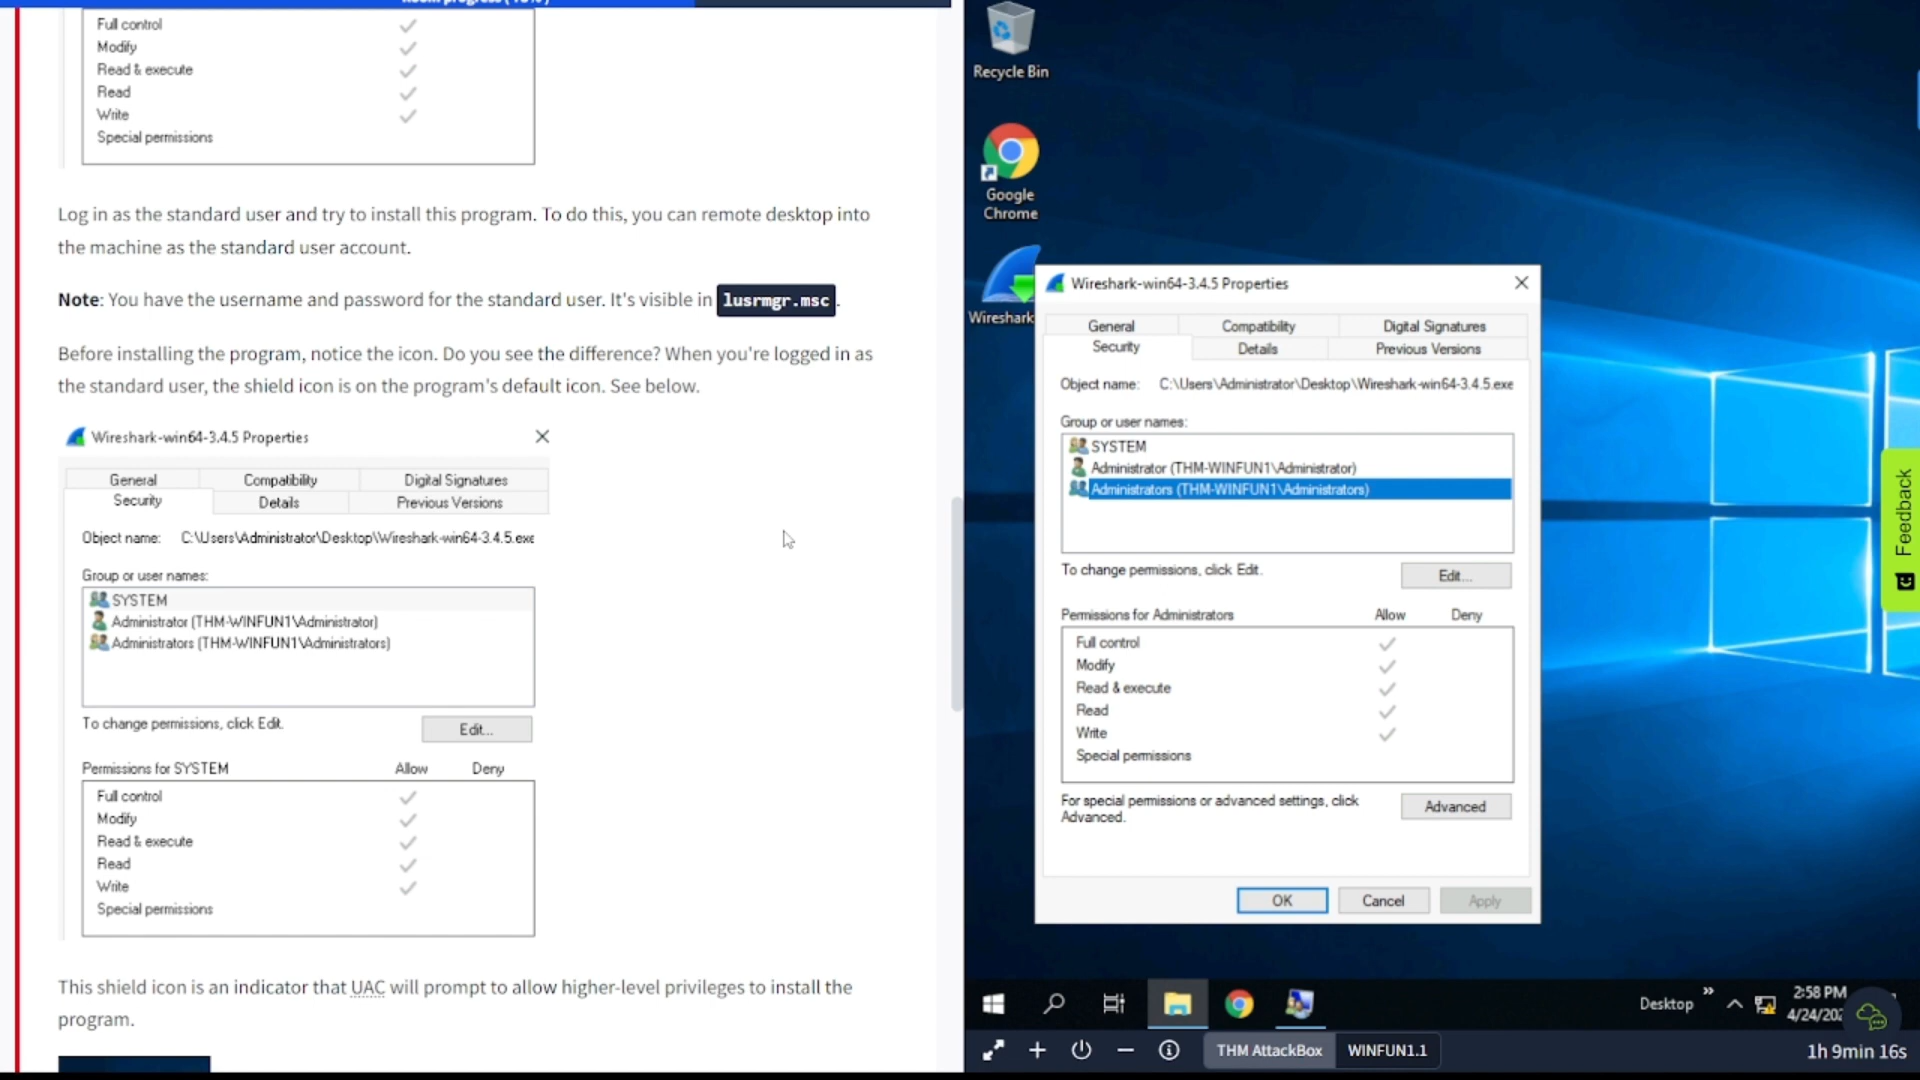 Full control
Modify
Read & execute
Read
Write
Special permissions
Log in as the standard user and try to install this program. To do this, you can remote desktop into
the machine as the standard user account.
Note: You have the username and password for the standard user. It's visible in lusrmgr.msc.
Before installing the program, notice the icon. Do you see the difference? When you're logged in as
the standard user, the shield icon is on the program's default icon. See below.
Wireshark-win64-3.4.5 Properties
General Compatibility Digital Signatures
Security Details Previous Versions
Object name: C:\Users\Administrator\Desktop\Wireshark-win64-3.4.5.exe
Group or user names:
SYSTEM
Administrator (THM-WINFUN1\Administrator)
Administrators (THM-WINFUN1\Administrators)
To change permissions, click Edit.
Edit...
Permissions for SYSTEM Allow Deny
Full control
Modify
Read & execute
Read
Write
Special permissions
This shield icon is an indicator that UAC will prompt to allow higher-level privileges to install the
program.
Recycle Bin
Google
Chrome
Wireshark
Wireshark-win64-3.4.5 Properties
General Compatibility Digital Signatures
Security Details Previous Versions
Object name: C:\Users\Administrator\Desktop\Wireshark-win64-3.4.5.exe
Group or user names:
SYSTEM
Administrator (THM-WINFUN1\Administrator)
Administrators (THM-WINFUN1\Administrators)
To change permissions, click Edit.
Edit...
Permissions for Administrators Allow Deny
Full control
Modify
Read & execute
Read
Write
Special permissions
For special permissions or advanced settings, click
Advanced.
Advanced
OK Cancel Apply
Feedback
Desktop
2:58 PM
4/24/202
THM AttackBox WINFUN1.1
1h 9min 16s